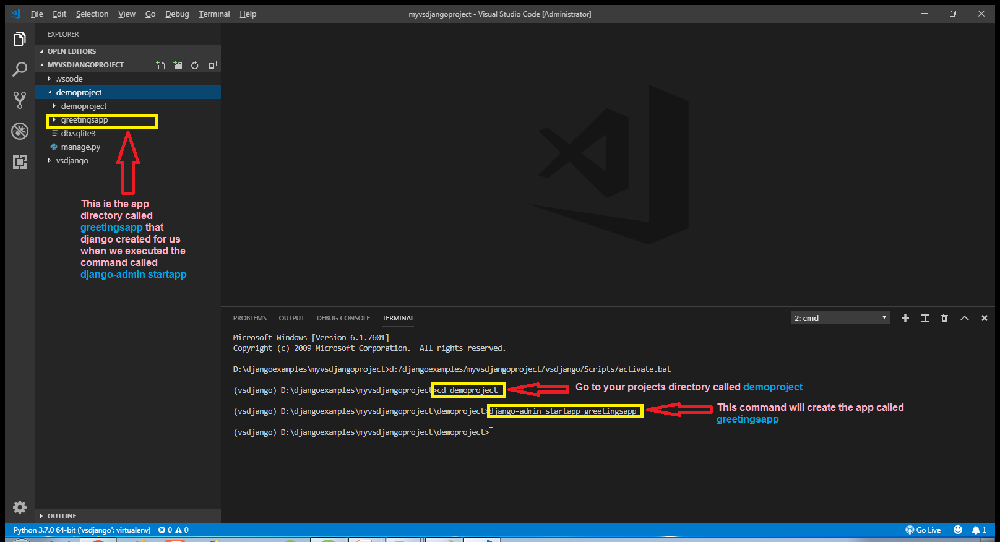 File Edit Selection View Go Debug Terminal Help
myvsdjangoproject - Visual Studio Code [Administrator]
EXPLORER
OPEN EDITORS
MYVSDJANGOPROJECT
.vscode
demoproject
demoproject
greetingsapp
db.sqlite3
manage.py
vsdjango
This is the app
directory called
greetingsapp that
django created for us
when we executed the
command called
django-admin startapp
OUTLINE
PROBLEMS OUTPUT DEBUG CONSOLE TERMINAL
2: cmd
Microsoft Windows [Version 6.1.7601]
Copyright (c) 2009 Microsoft Corporation.  All rights reserved.
D:\djangoexamples\myvsdjangoproject>d:/djangoexamples/myvsdjangoproject/vsdjango/Scripts/activate.bat
(vsdjango) D:\djangoexamples\myvsdjangoproject>cd demoproject
Go to your projects directory called demoproject
(vsdjango) D:\djangoexamples\myvsdjangoproject\demoproject>django-admin startapp greetingsapp
This command will create the app called
greetingsapp
(vsdjango) D:\djangoexamples\myvsdjangoproject\demoproject>
Python 3.7.0 64-bit ('vsdjango': virtualenv) 0 0
Go Live 1